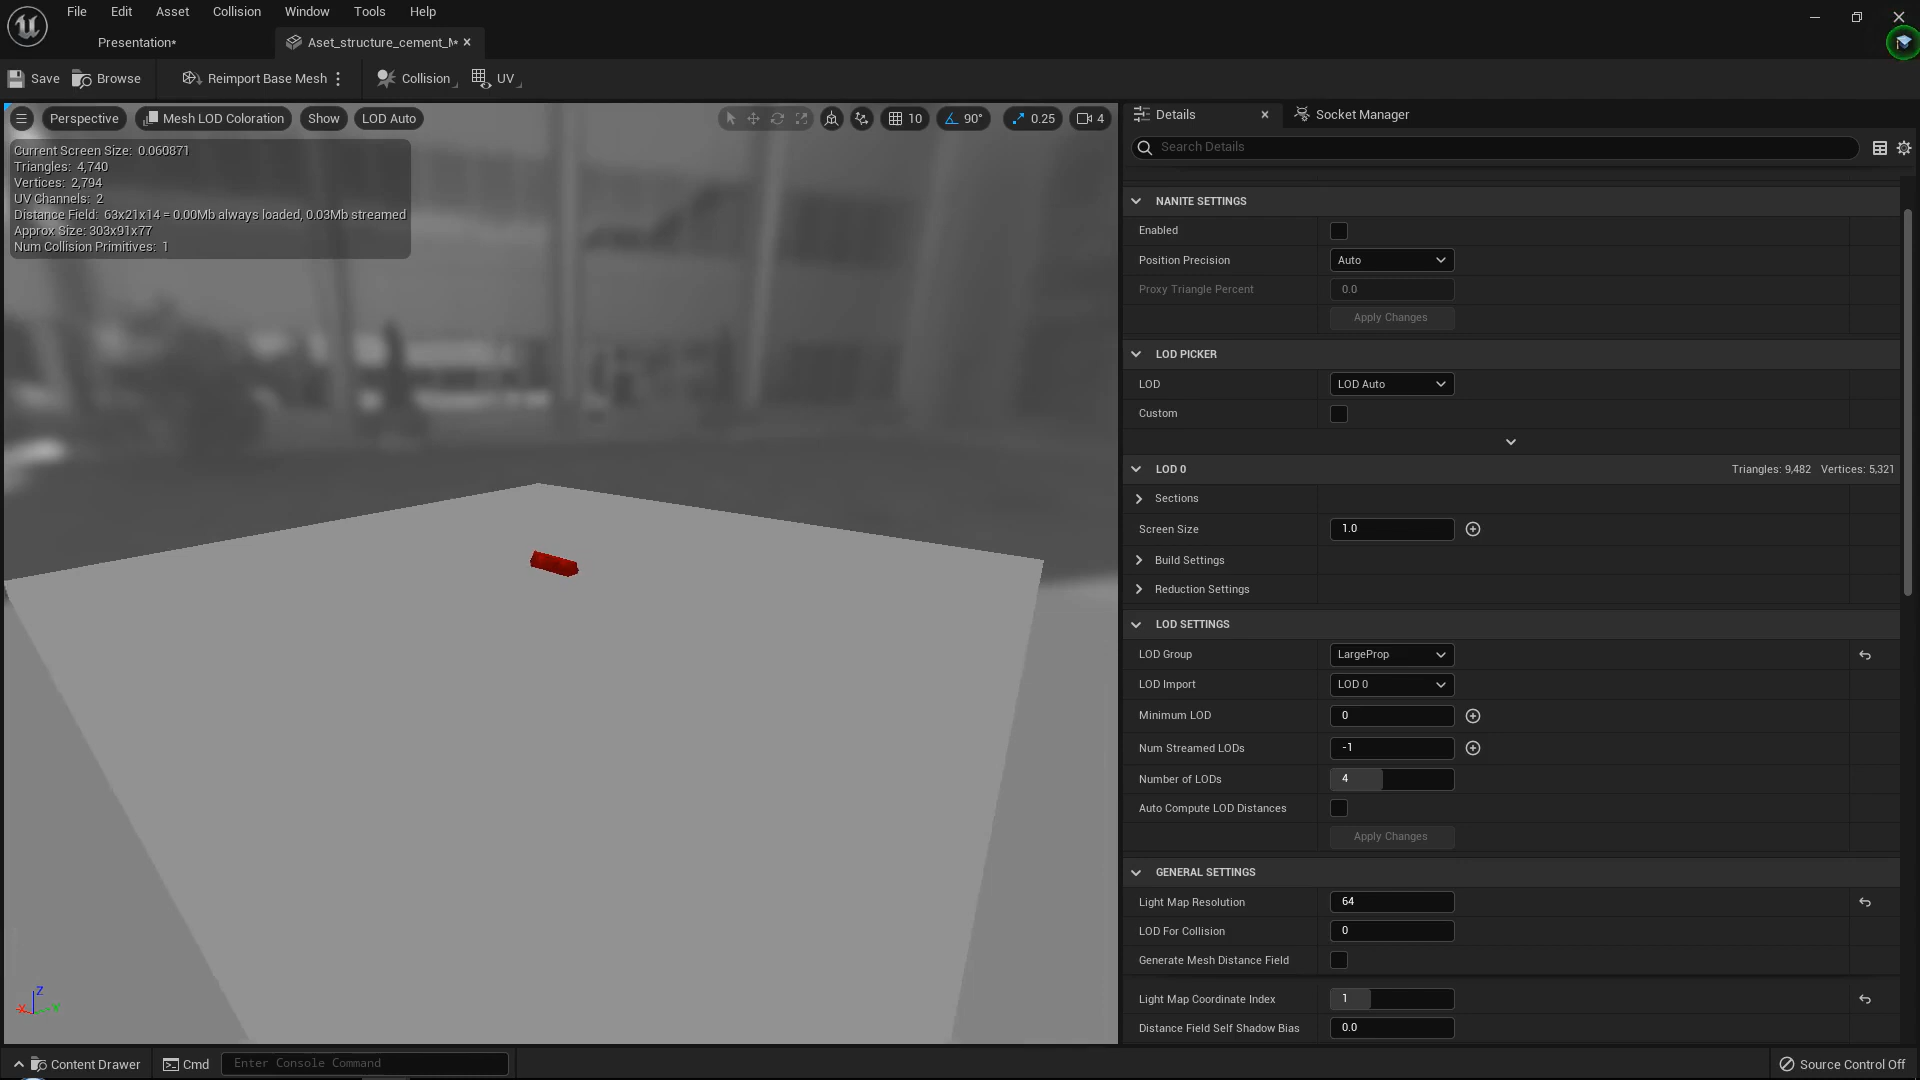 File Edit Asset Collision Window Tools Help
Presentation*
Aset_structure_cement_M*
Save Browse Reimport Base Mesh Collision UV
Perspective Mesh LOD Coloration Show LOD Auto 10 90° 0.25 4
Current Screen Size: 0.060871
Triangles: 4,740
Vertices: 2,794
UV Channels: 2
Distance Field: 63x21x14 = 0.00Mb always loaded, 0.03Mb streamed
Approx Size: 303x91x77
Num Collision Primitives: 1
Z
X Y
Details Socket Manager
Search Details
NANITE SETTINGS
Enabled
Position Precision Auto
Proxy Triangle Percent 0.0
Apply Changes
LOD PICKER
LOD LOD Auto
Custom
LOD 0 Triangles: 9,482 Vertices: 5,321
Sections
Screen Size 1.0
Build Settings
Reduction Settings
LOD SETTINGS
LOD Group LargeProp
LOD Import LOD 0
Minimum LOD 0
Num Streamed LODs -1
Number of LODs 4
Auto Compute LOD Distances
Apply Changes
GENERAL SETTINGS
Light Map Resolution 64
LOD For Collision 0
Generate Mesh Distance Field
Light Map Coordinate Index 1
Distance Field Self Shadow Bias 0.0
Content Drawer Cmd Enter Console Command Source Control Off